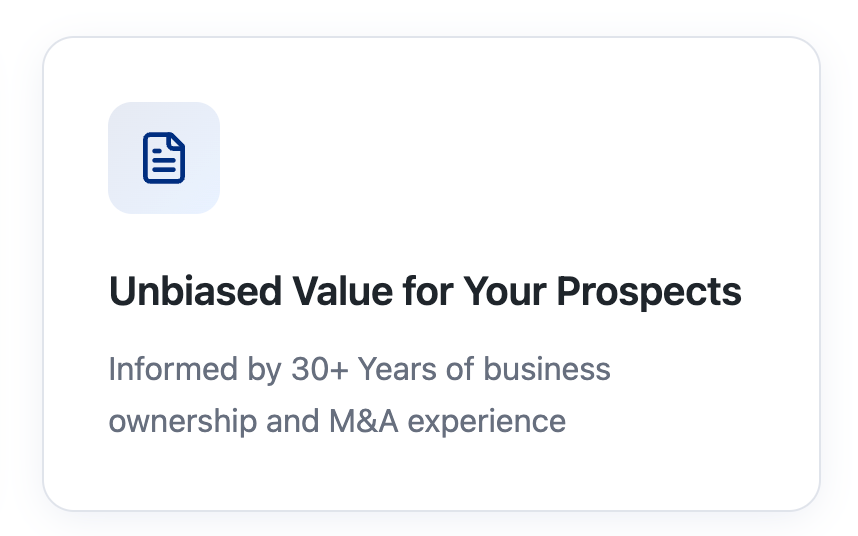 Unbiased Value for Your Prospects
Informed by 30+ Years of business
ownership and M&A experience